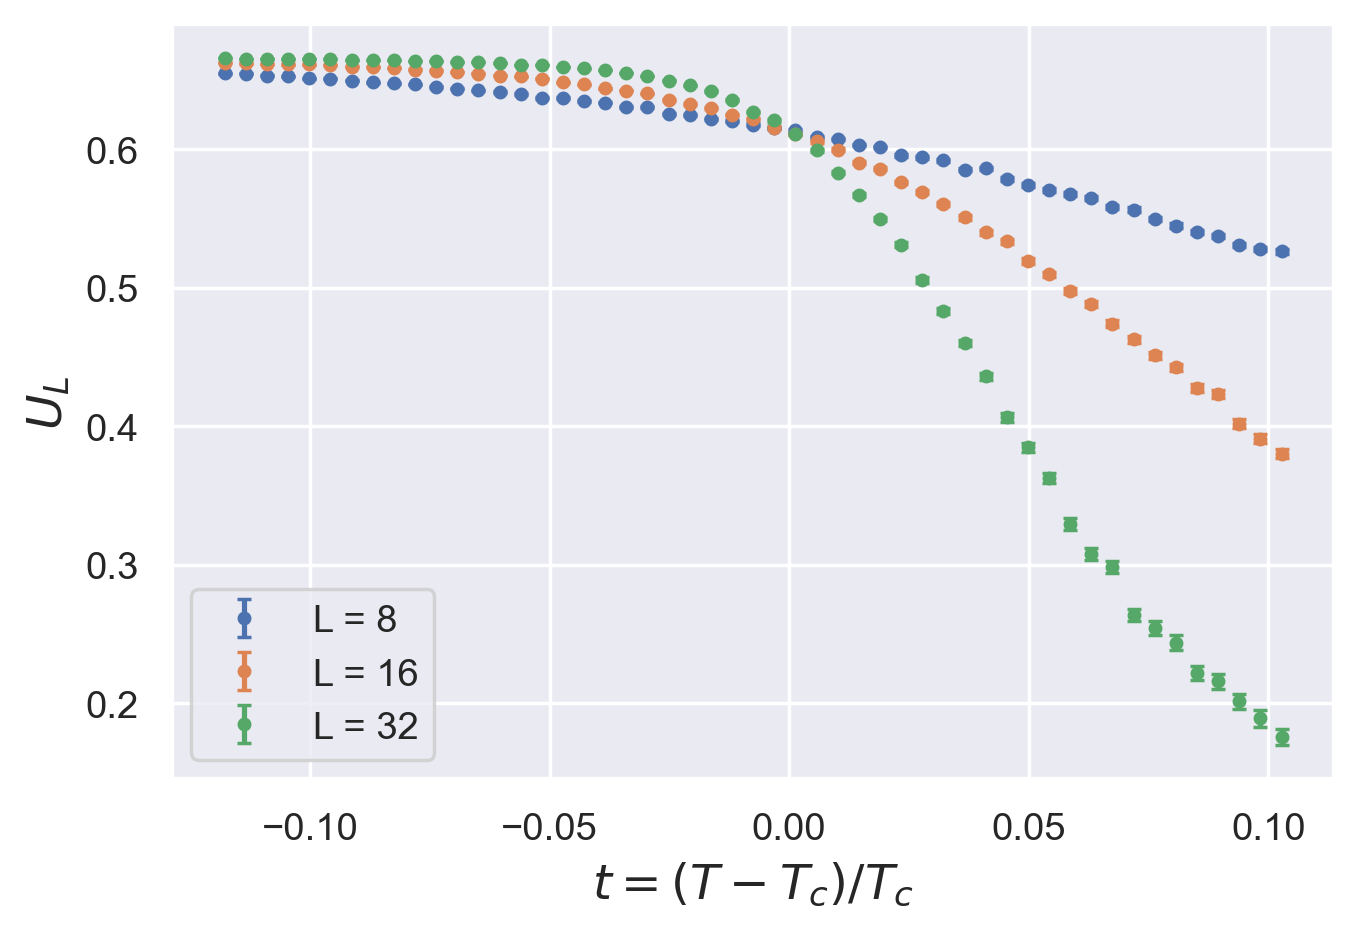 0.6
0.5
0.4
0.3
0.2
U_L
L = 8
L = 16
L = 32
−0.10 −0.05 0.00 0.05 0.10
t = (T − T_c)/T_c